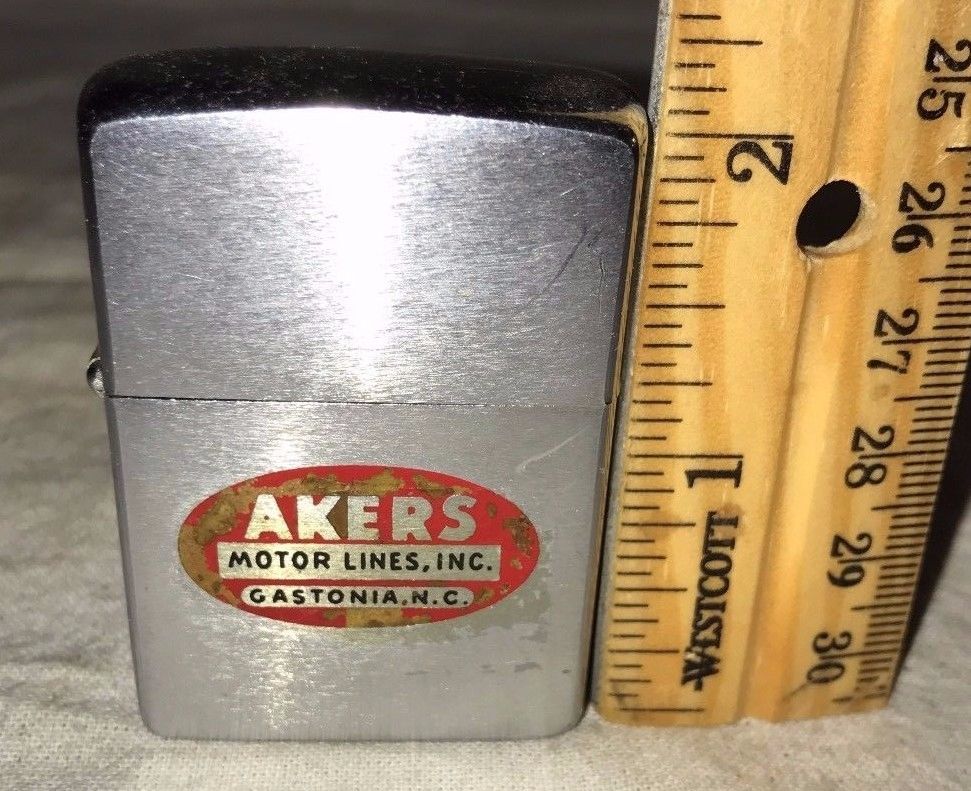 AKERS
MOTOR LINES, INC.
GASTONIA, N.C.
2
1
WESTCOTT
25
26
27
28
29
30